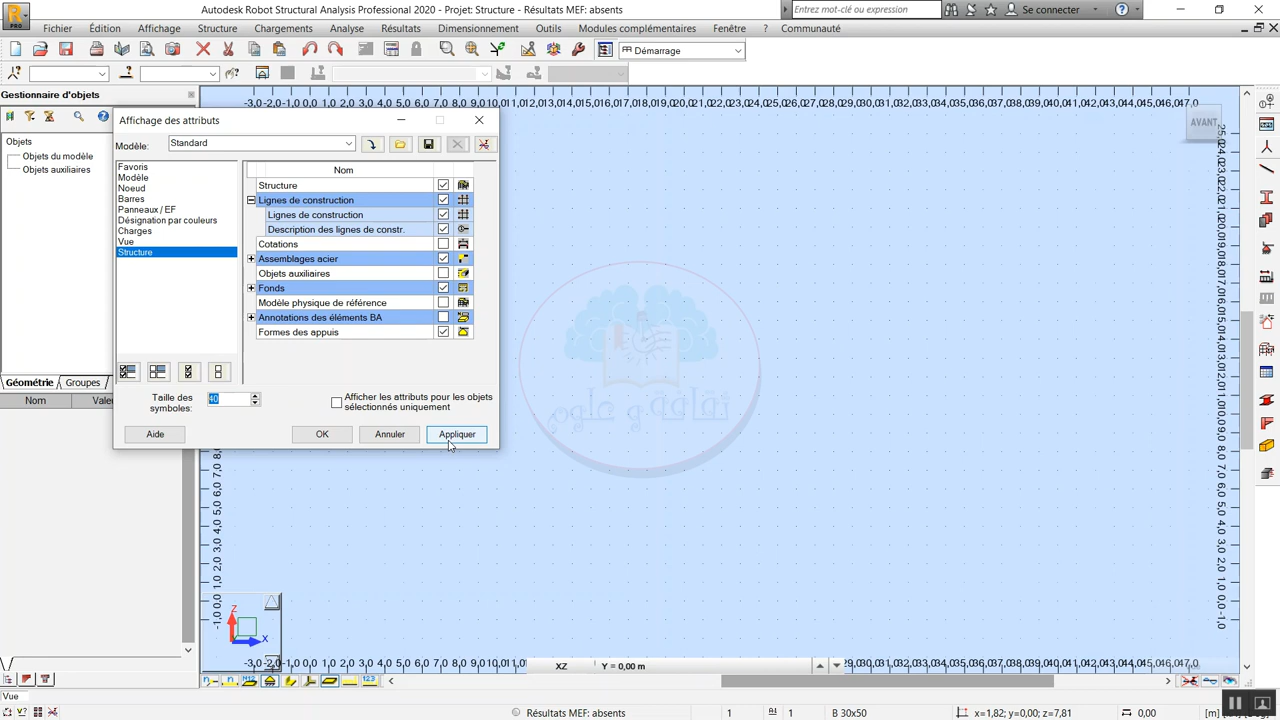 Autodesk Robot Structural Analysis Professional 2020 - Projet: Structure - Résultats MEF: absents
Entrez mot-clé ou expression
Se connecter
PRO
Fichier Édition Affichage Structure Chargements Analyse Résultats Dimensionnement Outils Modules complémentaires Fenêtre ? Communauté
Démarrage
Gestionnaire d'objets
Objets
Objets du modèle
Objets auxiliaires
Géométrie Groupes
Nom
Affichage des attributs
Modèle: Standard
Favoris
Modèle
Noeud
Barres
Panneaux / EF
Désignation par couleurs
Charges
Vue
Structure
Nom
Structure
Lignes de construction
Lignes de construction
Description des lignes de constr.
Cotations
Assemblages acier
Objets auxiliaires
Fonds
Modèle physique de référence
Annotations des éléments BA
Formes des appuis
Taille des symboles: 40
Afficher les attributs pour les objets sélectionnés uniquement
Aide OK Annuler Appliquer
AVANT
Z
X
XZ Y = 0,00 m
Vue
Résultats MEF: absents 1 1 B 30x50 x=1,82; y=0,00; z=7,81 0,00 [m]